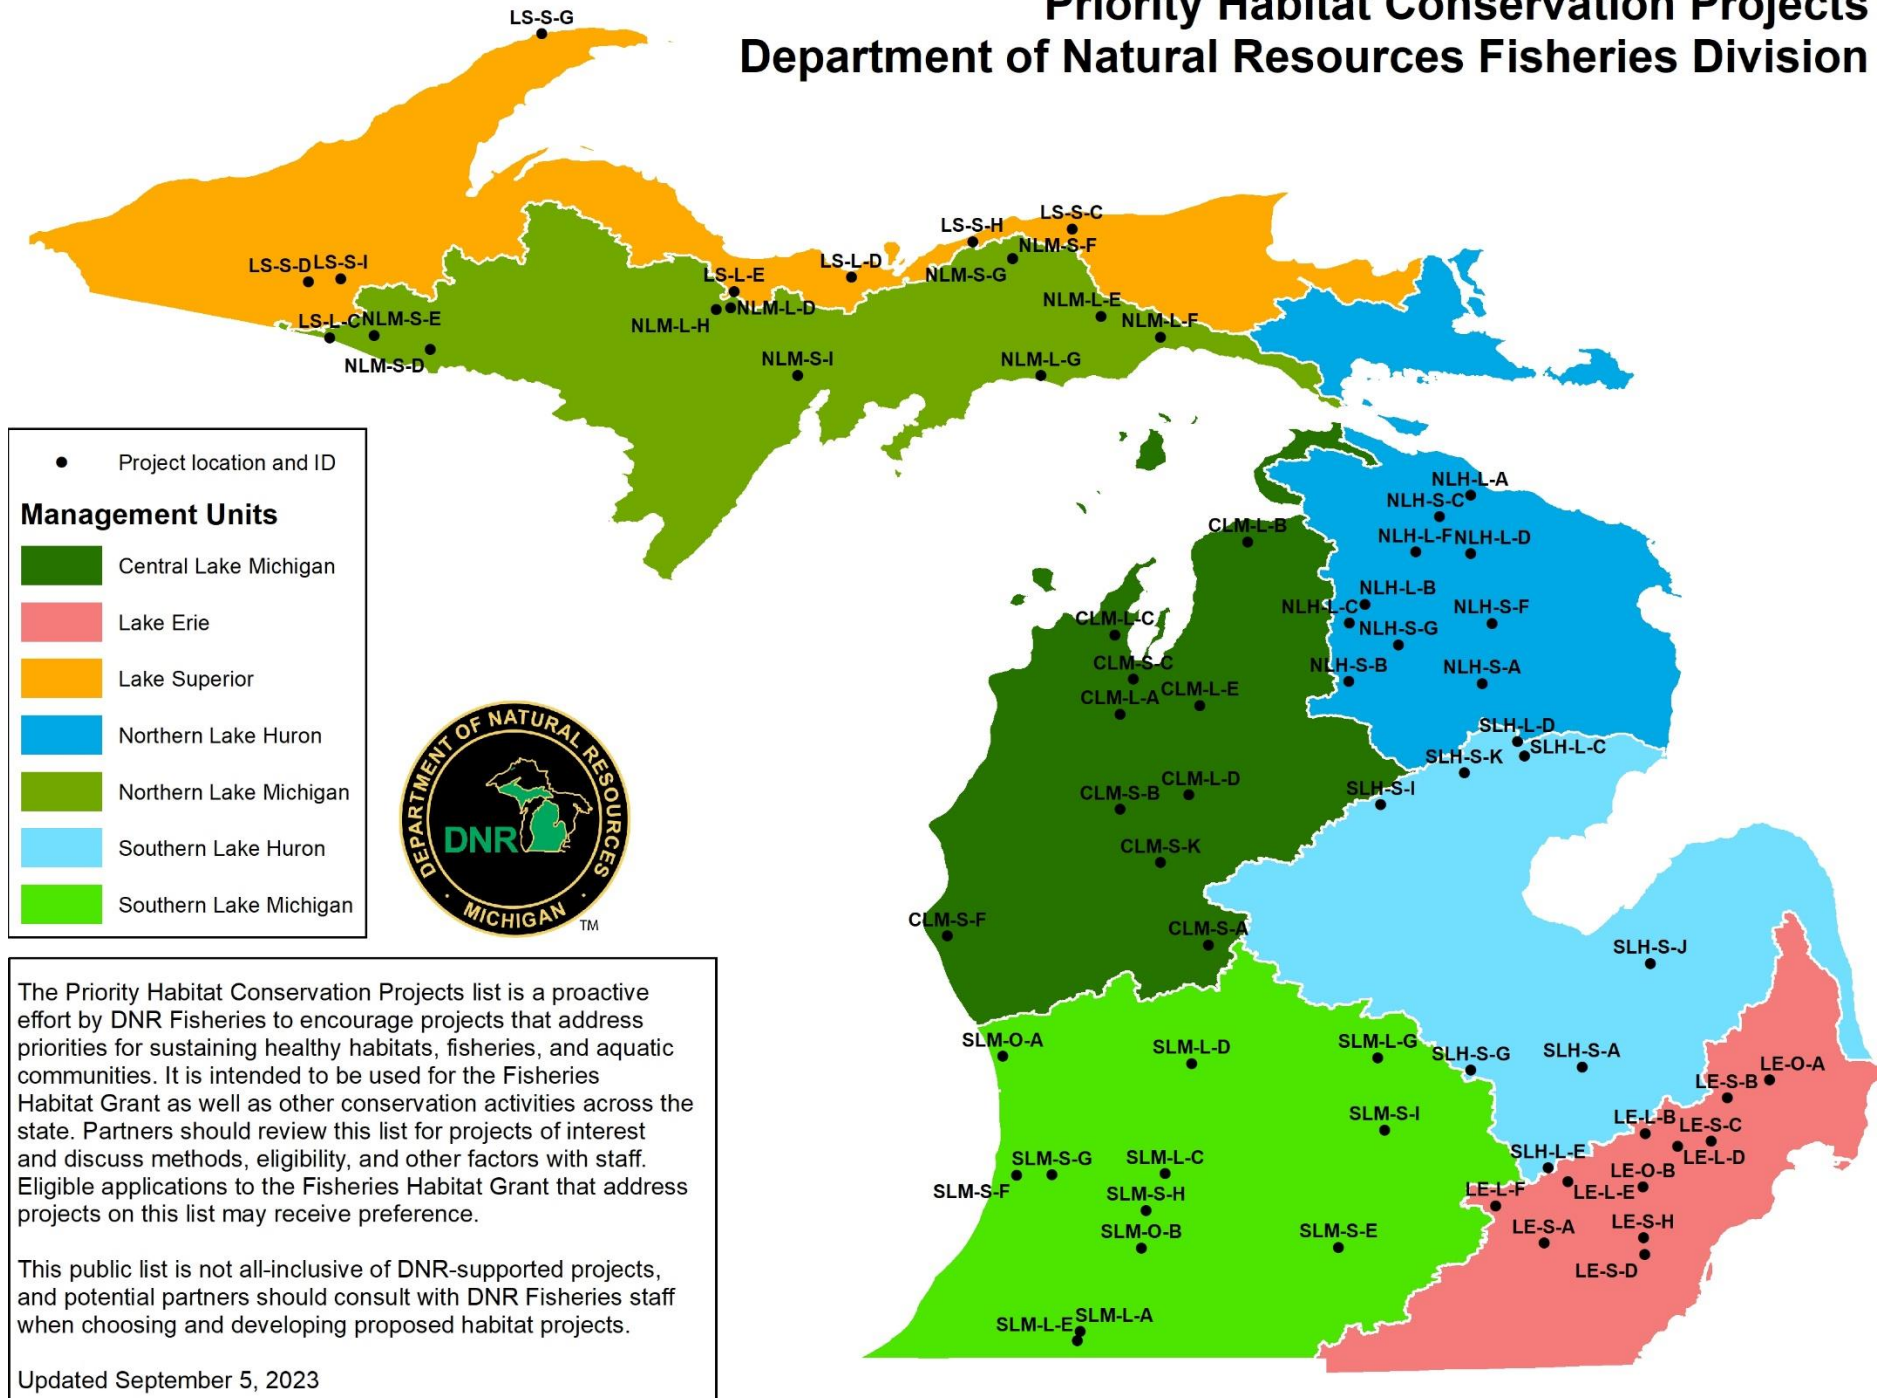 Priority Habitat Conservation Projects
Department of Natural Resources Fisheries Division
LS-S-G
LS-S-H
LS-S-C
NLM-S-F
LS-S-D
LS-S-I
LS-L-E
LS-L-D
NLM-S-G
NLM-L-D
NLM-L-E
LS-L-C
NLM-S-E
NLM-L-H
NLM-L-F
NLM-S-D
NLM-S-I
NLM-L-G
Project location and ID
Management Units
Central Lake Michigan
Lake Erie
Lake Superior
Northern Lake Huron
Northern Lake Michigan
Southern Lake Huron
Southern Lake Michigan
DEPARTMENT OF NATURAL RESOURCES
DNR
· MICHIGAN ·
TM
NLH-L-A
NLH-S-C
CLM-L-B
NLH-L-F
NLH-L-D
NLH-L-B
NLH-L-C
NLH-S-F
CLM-L-C
NLH-S-G
CLM-S-C
NLH-S-B
NLH-S-A
CLM-L-A
CLM-L-E
SLH-L-D
SLH-L-C
SLH-S-K
CLM-S-B
CLM-L-D
SLH-S-I
CLM-S-K
CLM-S-F
CLM-S-A
SLH-S-J
SLM-O-A
SLM-L-D
SLM-L-G
SLH-S-G
SLH-S-A
LE-O-A
LE-S-B
SLM-S-I
LE-L-B
LE-S-C
SLM-S-G
SLM-L-C
SLH-L-E
LE-L-D
LE-O-B
SLM-S-F
SLM-S-H
LE-L-F
LE-L-E
SLM-O-B
SLM-S-E
LE-S-A
LE-S-H
LE-S-D
SLM-L-E
SLM-L-A
The Priority Habitat Conservation Projects list is a proactive
effort by DNR Fisheries to encourage projects that address
priorities for sustaining healthy habitats, fisheries, and aquatic
communities. It is intended to be used for the Fisheries
Habitat Grant as well as other conservation activities across the
state. Partners should review this list for projects of interest
and discuss methods, eligibility, and other factors with staff.
Eligible applications to the Fisheries Habitat Grant that address
projects on this list may receive preference.
This public list is not all-inclusive of DNR-supported projects,
and potential partners should consult with DNR Fisheries staff
when choosing and developing proposed habitat projects.
Updated September 5, 2023